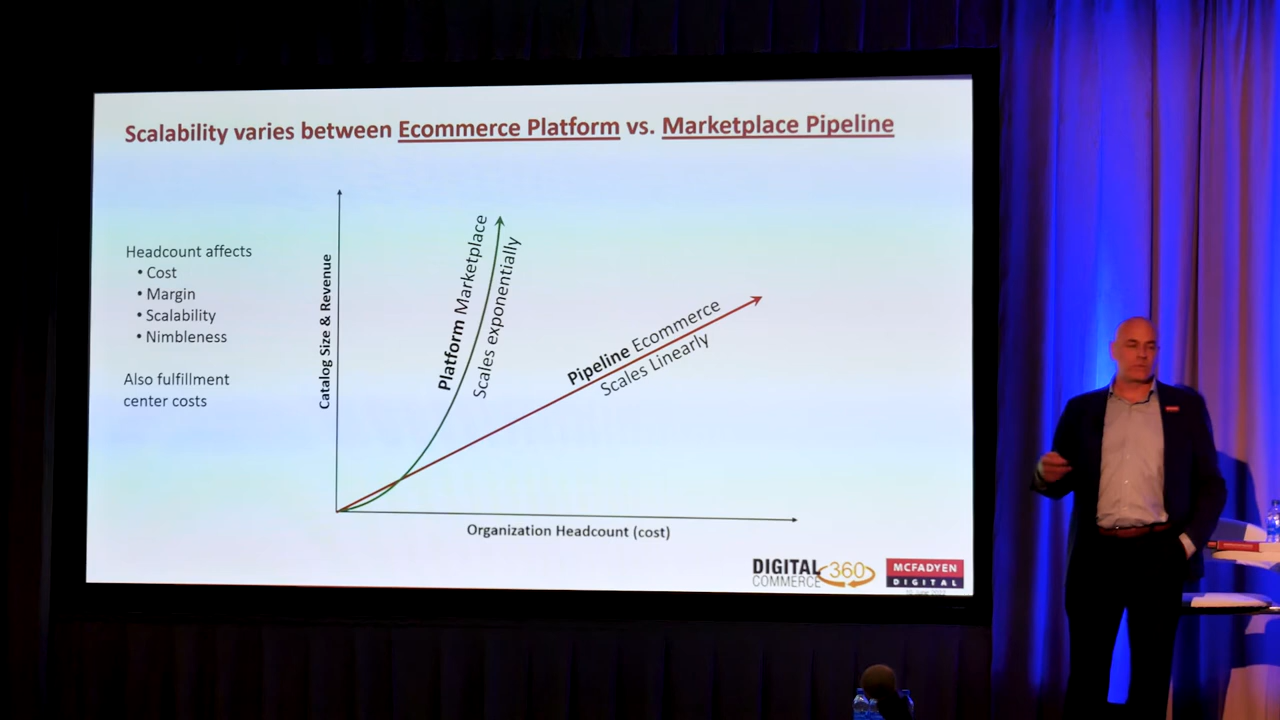 Scalability varies between Ecommerce Platform vs. Marketplace Pipeline
Headcount affects
• Cost
• Margin
• Scalability
• Nimbleness
Also fulfillment
center costs
Catalog Size & Revenue
Platform Marketplace
Scales exponentially
Pipeline Ecommerce
Scales Linearly
Organization Headcount (cost)
DIGITAL
COMMERCE
360
MCFADYEN
DIGITAL